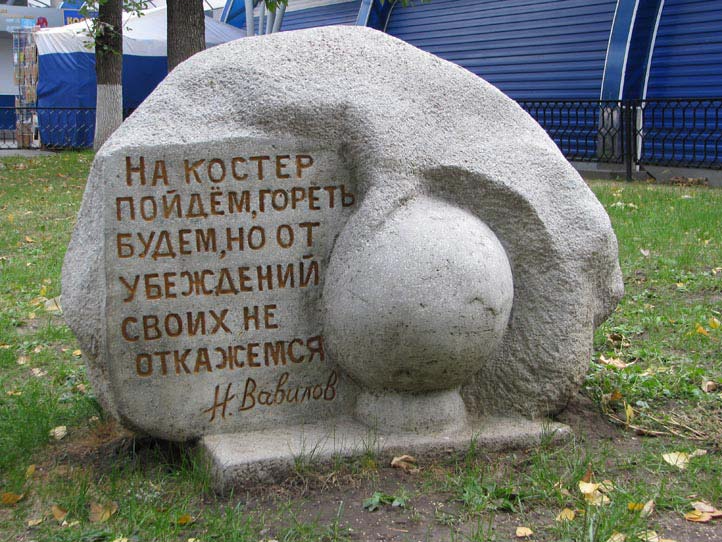 На костер
пойдём, гореть
будем, но от
убеждений
своих не
откажемся
Н. Вавилов